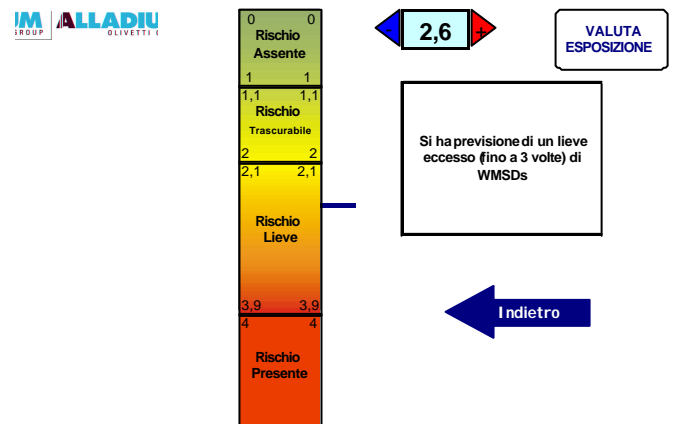 UM ALLADIU
GROUP OLIVETTI
0 0
Rischio
Assente
1 1
1,1 1,1
Rischio
Trascurabile
2 2
2,1 2,1
Rischio
Lieve
3,9 3,9
4 4
Rischio
Presente
- 2,6 +
VALUTA
ESPOSIZIONE
Si ha previsione di un lieve
eccesso (fino a 3 volte) di
WMSDs
Indietro